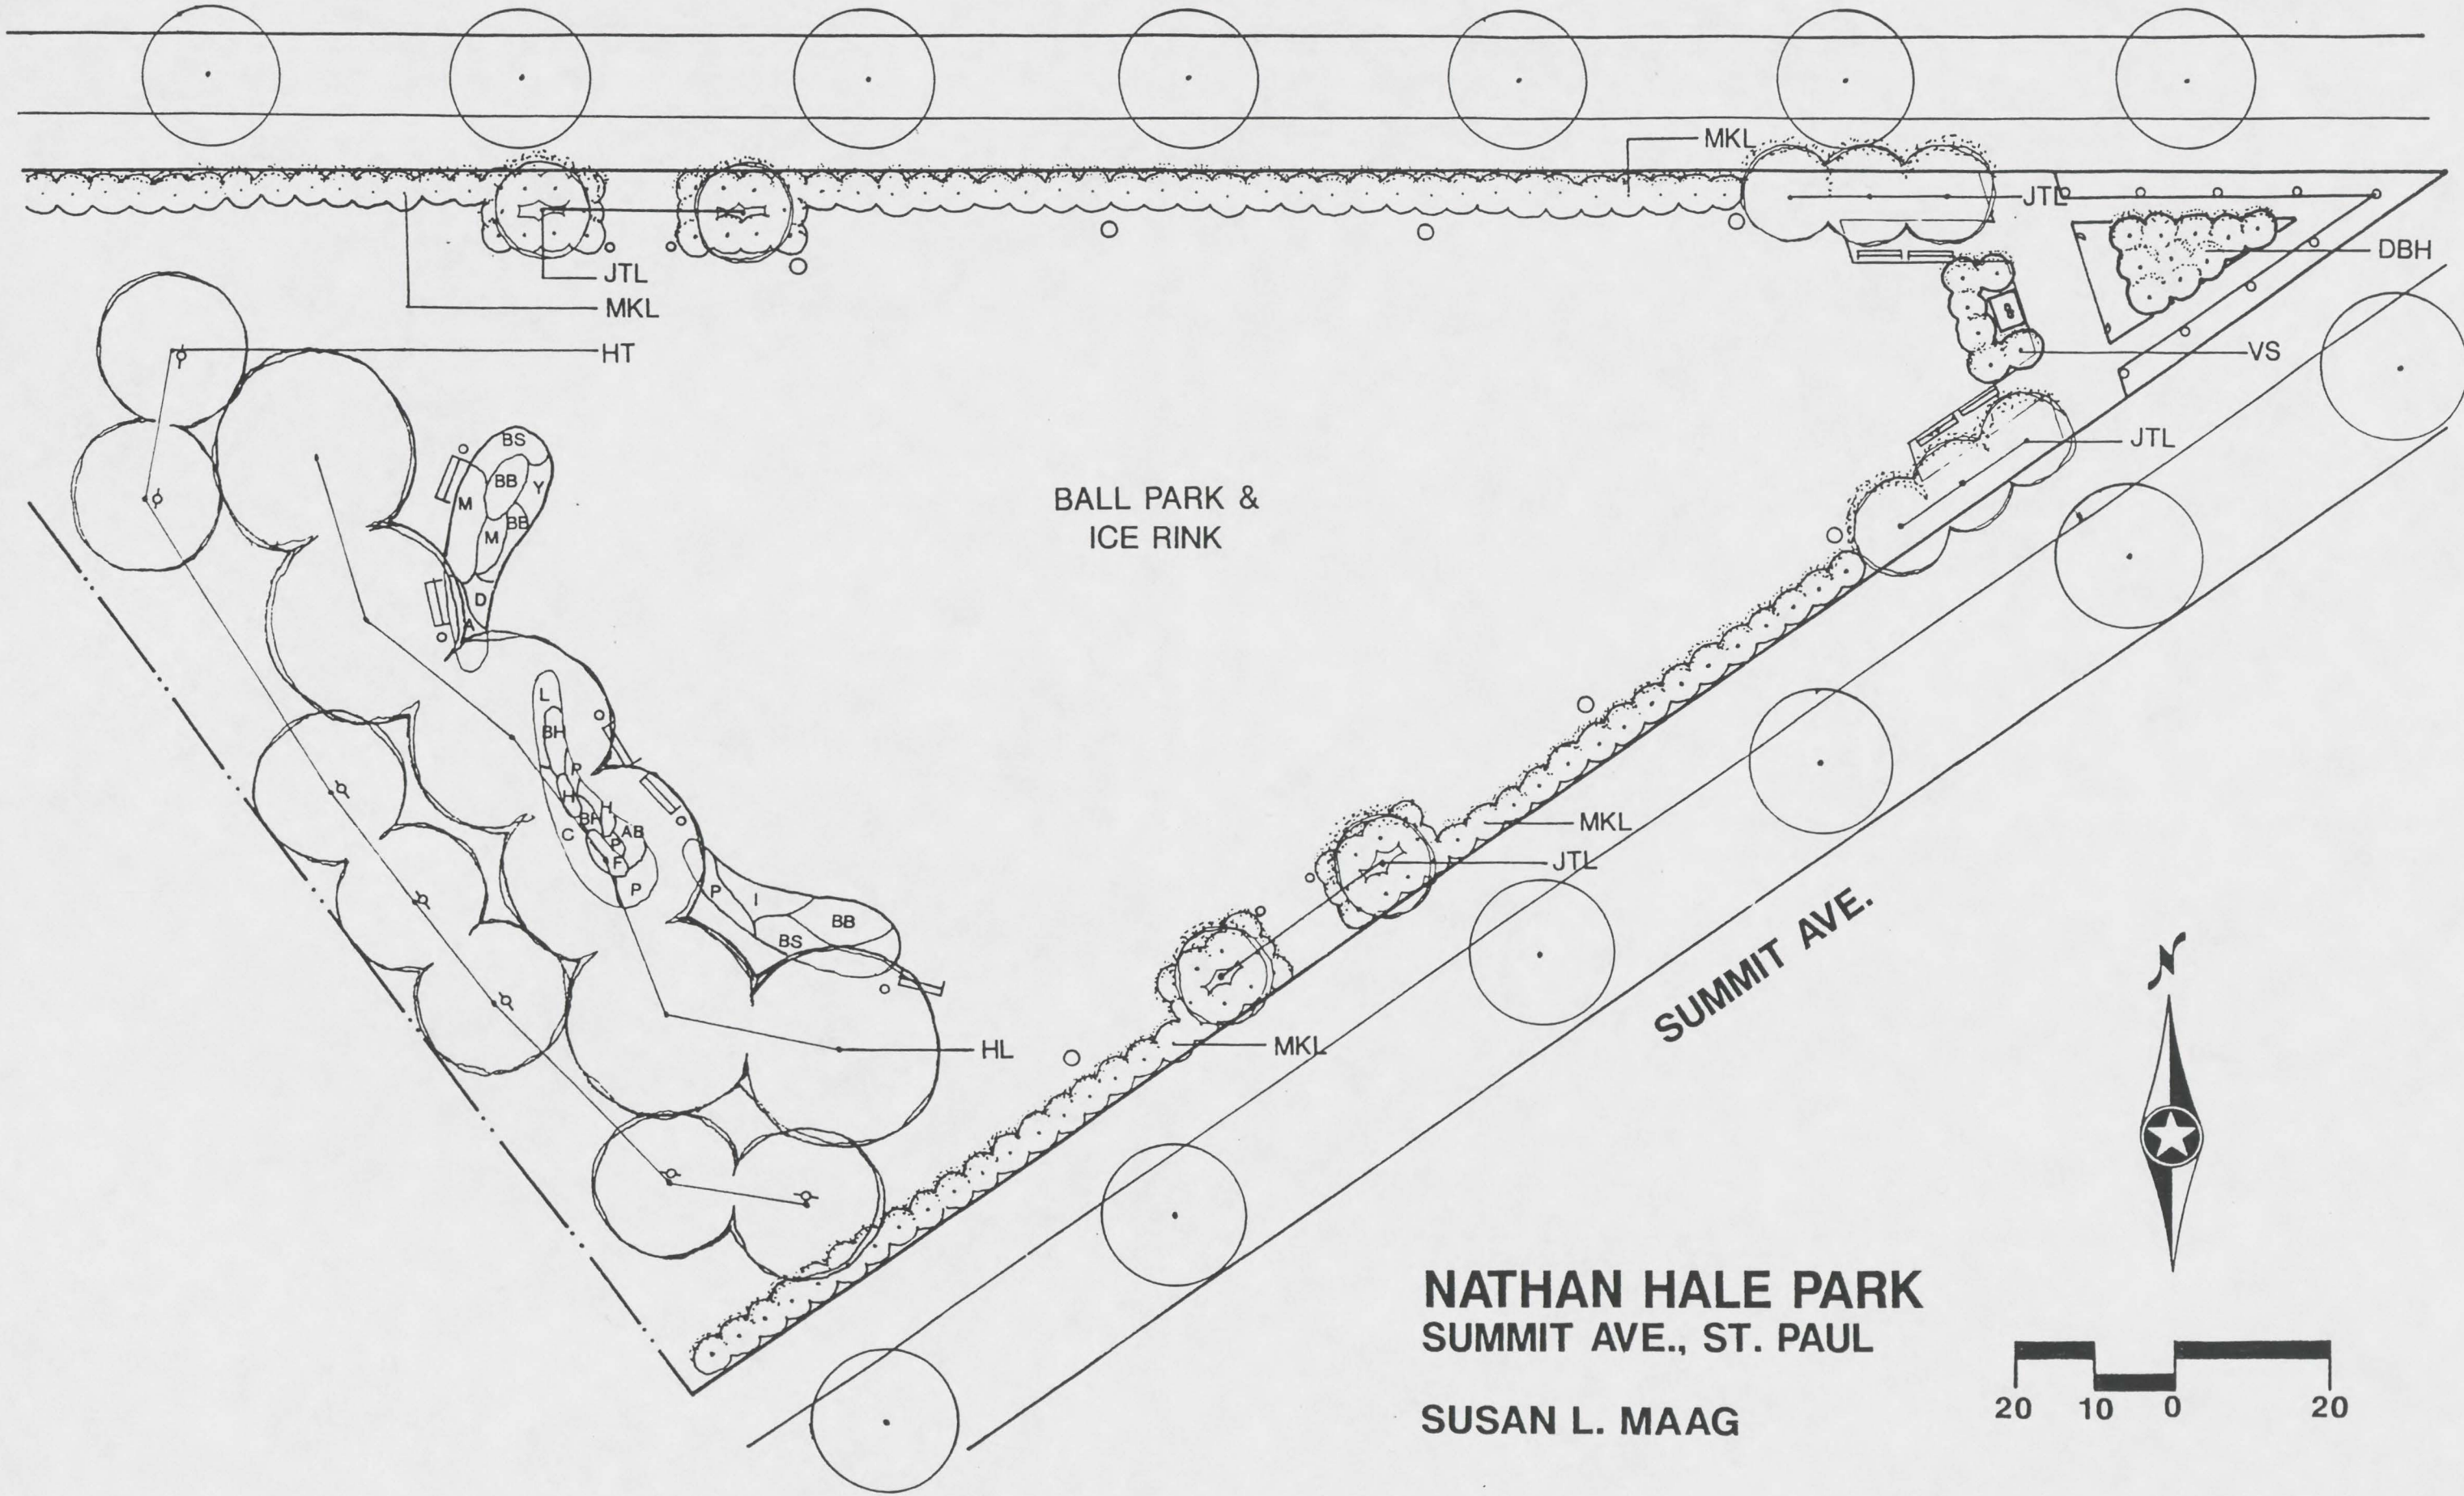 MKL
JTL
DBH
JTL
MKL
HT
VS
BS
BB
Y
M
BB
M
JTL
BALL PARK &
ICE RINK
D
A
L
BH
P
H
H
BH
AB
C
P
F
P
MKL
JTL
P
I
BB
BS
SUMMIT AVE.
N
HL
MKL
NATHAN HALE PARK
SUMMIT AVE., ST. PAUL
SUSAN L. MAAG
20 10 0 20